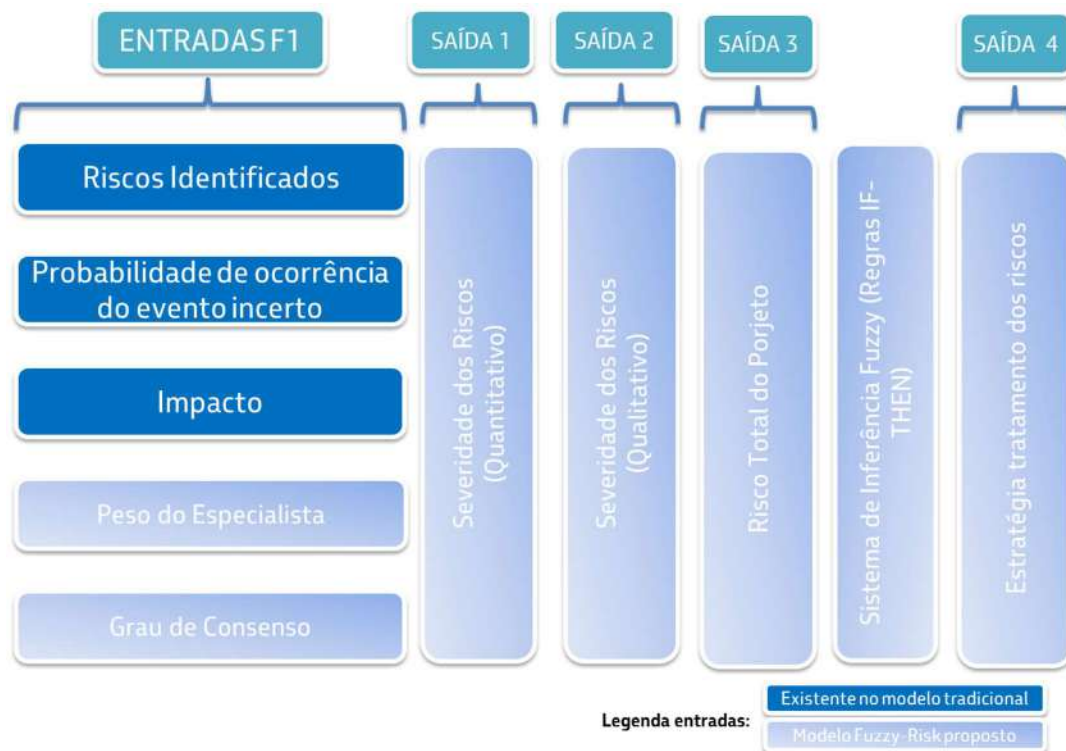 ENTRADAS F1
SAÍDA 1
SAÍDA 2
SAÍDA 3
SAÍDA 4
Riscos Identificados
Probabilidade de ocorrência
do evento incerto
Impacto
Peso do Especialista
Grau de Consenso
Severidade dos Riscos
(Quantitativo)
Severidade dos Riscos
(Qualitativo)
Risco Total do Porjeto
Sistema de Inferência Fuzzy (Regras IF-
THEN)
Estratégia tratamento dos riscos
Legenda entradas:
Existente no modelo tradicional
Modelo Fuzzy-Risk proposto